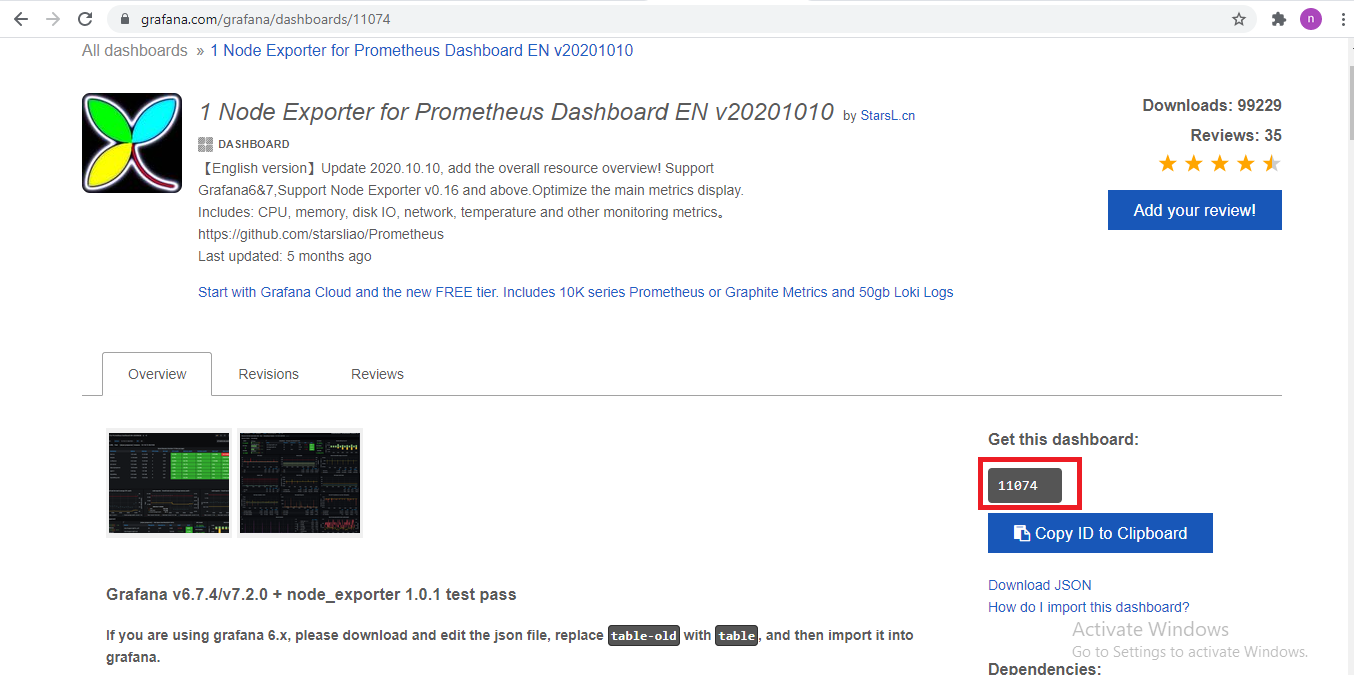 grafana.com/grafana/dashboards/11074
n
All dashboards » 1 Node Exporter for Prometheus Dashboard EN v20201010
1 Node Exporter for Prometheus Dashboard EN v20201010 by StarsL.cn
DASHBOARD
【English version】Update 2020.10.10, add the overall resource overview! Support
Grafana6&7,Support Node Exporter v0.16 and above.Optimize the main metrics display.
Includes: CPU, memory, disk IO, network, temperature and other monitoring metrics。
https://github.com/starsliao/Prometheus
Last updated: 5 months ago
Start with Grafana Cloud and the new FREE tier. Includes 10K series Prometheus or Graphite Metrics and 50gb Loki Logs
Downloads: 99229
Reviews: 35
Add your review!
Overview
Revisions
Reviews
Grafana v6.7.4/v7.2.0 + node_exporter 1.0.1 test pass
If you are using grafana 6.x, please download and edit the json file, replace table-old with table, and then import it into
grafana.
Get this dashboard:
11074
Copy ID to Clipboard
Download JSON
How do I import this dashboard?
Activate Windows
Go to Settings to activate Windows.
Dependencies: